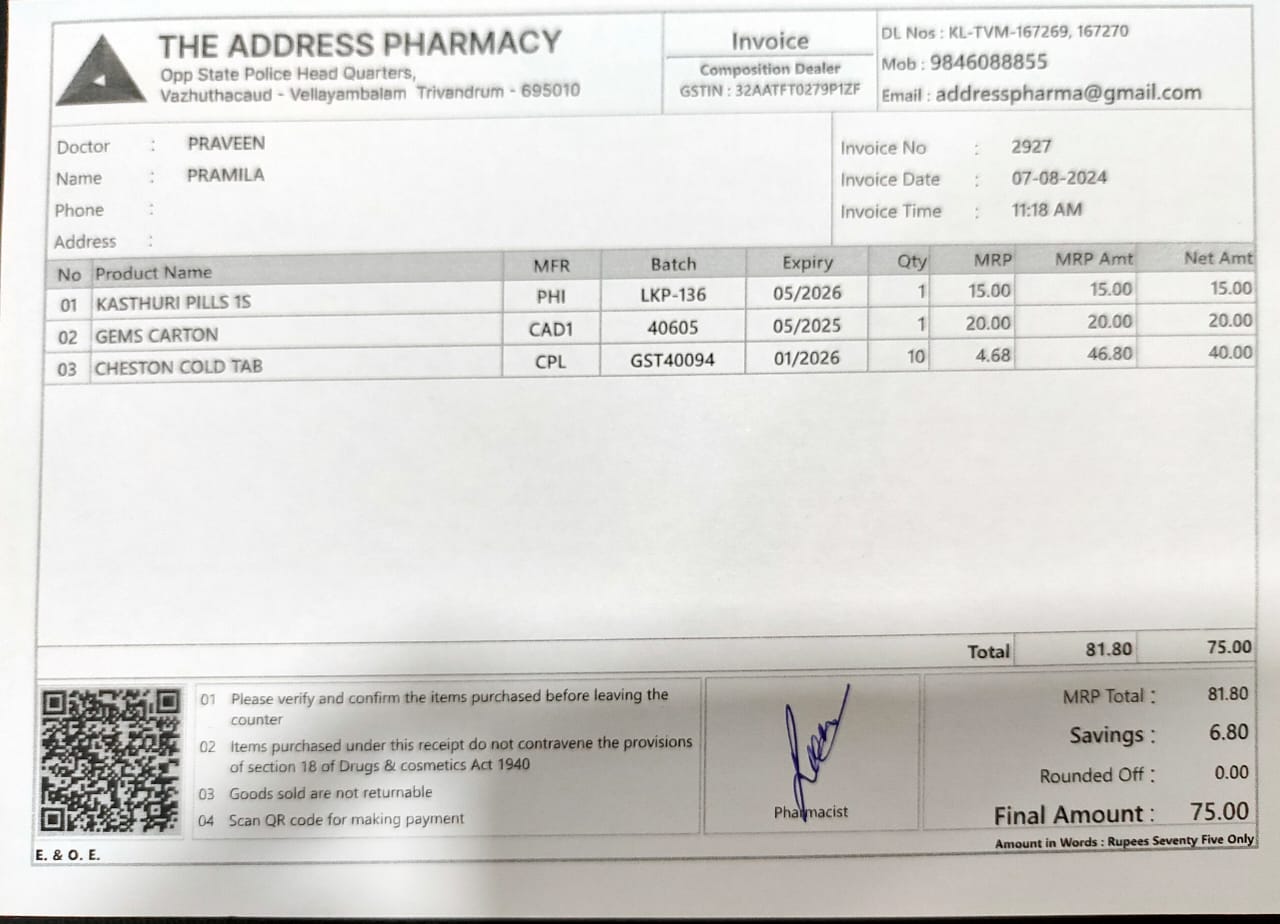 THE ADDRESS PHARMACY
Opp State Police Head Quarters,
Vazhuthacaud - Vellayambalam Trivandrum - 695010
Invoice
Composition Dealer
GSTIN : 32AATFT0279P1ZF
DL Nos : KL-TVM-167269, 167270
Mob : 9846088855
Email : addresspharma@gmail.com
Doctor : PRAVEEN
Name : PRAMILA
Phone :
Address :
Invoice No : 2927
Invoice Date : 07-08-2024
Invoice Time : 11:18 AM
No Product Name MFR Batch Expiry Qty MRP MRP Amt Net Amt
01 KASTHURI PILLS 1S PHI LKP-136 05/2026 1 15.00 15.00 15.00
02 GEMS CARTON CAD1 40605 05/2025 1 20.00 20.00 20.00
03 CHESTON COLD TAB CPL GST40094 01/2026 10 4.68 46.80 40.00
Total 81.80 75.00
01 Please verify and confirm the items purchased before leaving the
counter
02 Items purchased under this receipt do not contravene the provisions
of section 18 of Drugs & cosmetics Act 1940
03 Goods sold are not returnable
04 Scan QR code for making payment
Pharmacist
MRP Total : 81.80
Savings : 6.80
Rounded Off : 0.00
Final Amount : 75.00
Amount in Words : Rupees Seventy Five Only
E. & O. E.